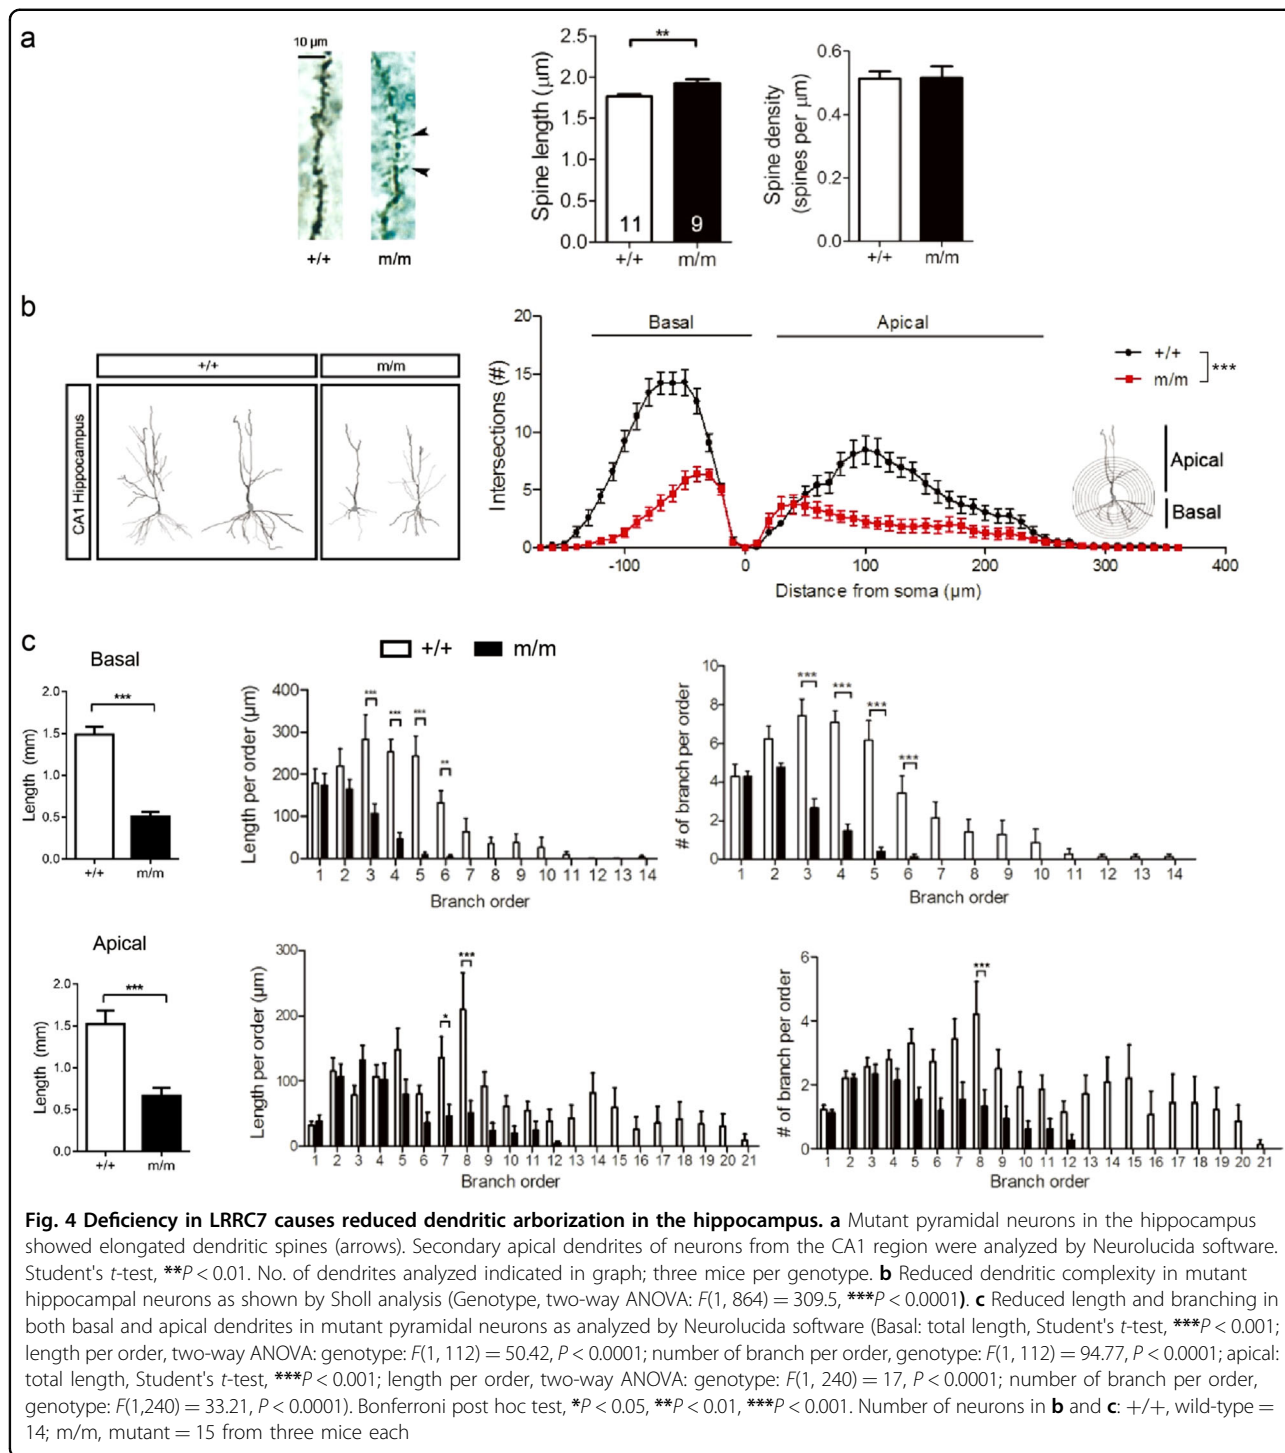 a
10 µm
+/+
m/m
Spine length (µm)
2.5
2.0
1.5
1.0
0.5
0.0
**
11
9
+/+
m/m
Spine density
(spines per µm)
0.6
0.4
0.2
0.0
+/+
m/m
b
+/+
m/m
CA1 Hippocampus
Intersections (#)
20
15
10
5
0
Basal
Apical
+/+
m/m
***
Apical
Basal
-100
0
100
200
300
400
Distance from soma (µm)
c
+/+
m/m
Basal
Length (mm)
2.0
1.5
1.0
0.5
0.0
***
+/+
m/m
Length per order (µm)
400
300
200
100
0
***
***
***
**
1 2 3 4 5 6 7 8 9 10 11 12 13 14
Branch order
# of branch per order
10
8
6
4
2
0
***
***
***
***
1 2 3 4 5 6 7 8 9 10 11 12 13 14
Branch order
Apical
Length (mm)
2.0
1.5
1.0
0.5
0.0
***
+/+
m/m
Length per order (µm)
300
200
100
0
*
***
1 2 3 4 5 6 7 8 9 10 11 12 13 14 15 16 17 18 19 20 21
Branch order
# of branch per order
6
4
2
0
***
1 2 3 4 5 6 7 8 9 10 11 12 13 14 15 16 17 18 19 20 21
Branch order
Fig. 4 Deficiency in LRRC7 causes reduced dendritic arborization in the hippocampus. a Mutant pyramidal neurons in the hippocampus
showed elongated dendritic spines (arrows). Secondary apical dendrites of neurons from the CA1 region were analyzed by Neurolucida software.
Student's t-test, **P < 0.01. No. of dendrites analyzed indicated in graph; three mice per genotype. b Reduced dendritic complexity in mutant
hippocampal neurons as shown by Sholl analysis (Genotype, two-way ANOVA: F(1, 864) = 309.5, ***P < 0.0001). c Reduced length and branching in
both basal and apical dendrites in mutant pyramidal neurons as analyzed by Neurolucida software (Basal: total length, Student's t-test, ***P < 0.001;
length per order, two-way ANOVA: genotype: F(1, 112) = 50.42, P < 0.0001; number of branch per order, genotype: F(1, 112) = 94.77, P < 0.0001; apical:
total length, Student's t-test, ***P < 0.001; length per order, two-way ANOVA: genotype: F(1, 240) = 17, P < 0.0001; number of branch per order,
genotype: F(1,240) = 33.21, P < 0.0001). Bonferroni post hoc test, *P < 0.05, **P < 0.01, ***P < 0.001. Number of neurons in b and c: +/+, wild-type =
14; m/m, mutant = 15 from three mice each